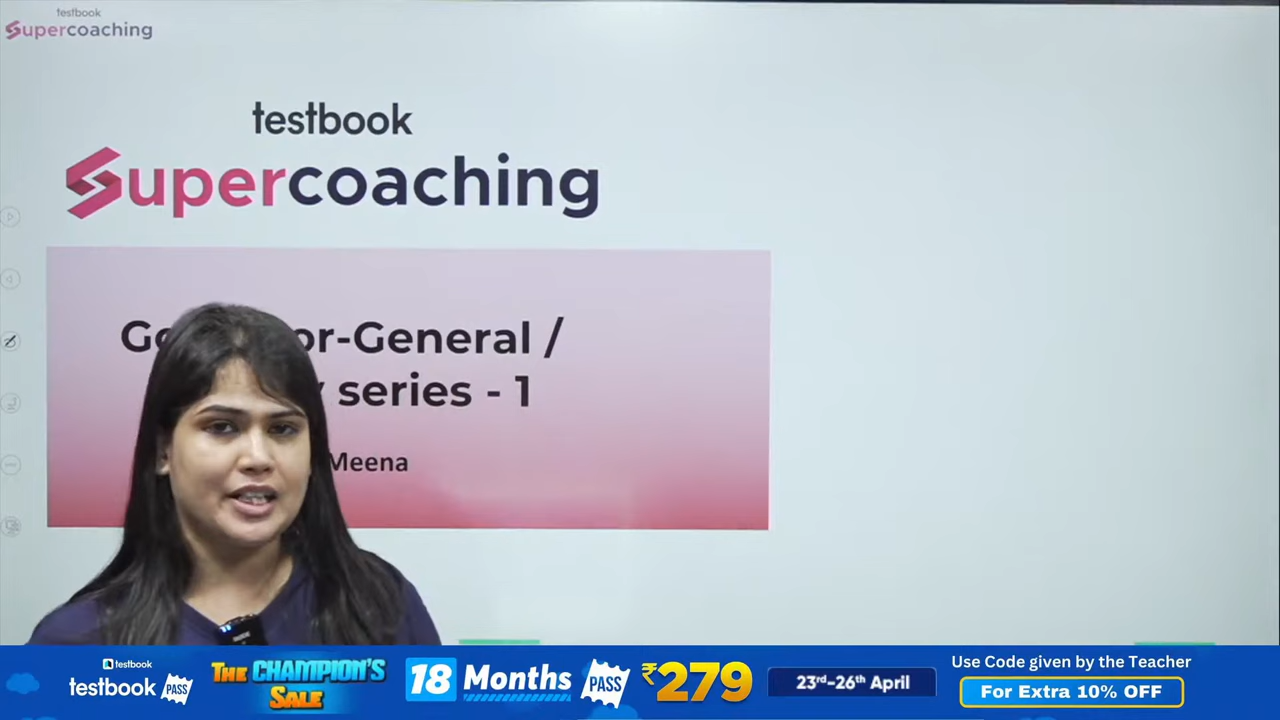 testbook
Supercoaching
testbook
Supercoaching
Go or-General /
series - 1
Meena
testbook
testbook PASS
THE CHAMPION'S
SALE
18 Months PASS ₹279
23rd-26th April
Use Code given by the Teacher
For Extra 10% OFF